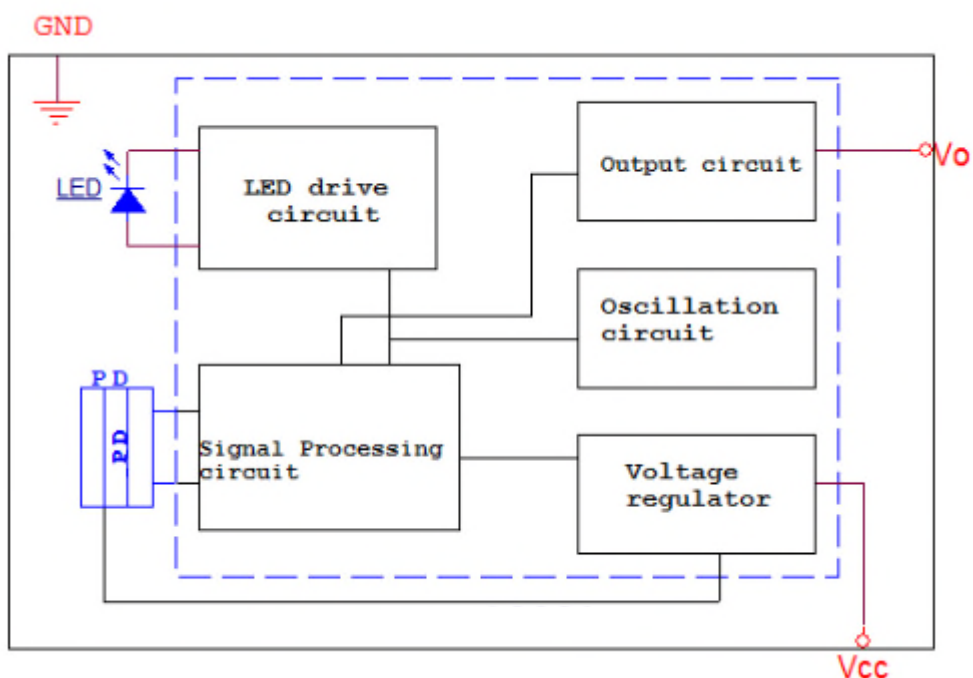 GND
LED
LED drive
circuit
Output circuit
Vo
Oscillation
circuit
PD
PD
Signal Processing
circuit
Voltage
regulator
Vcc